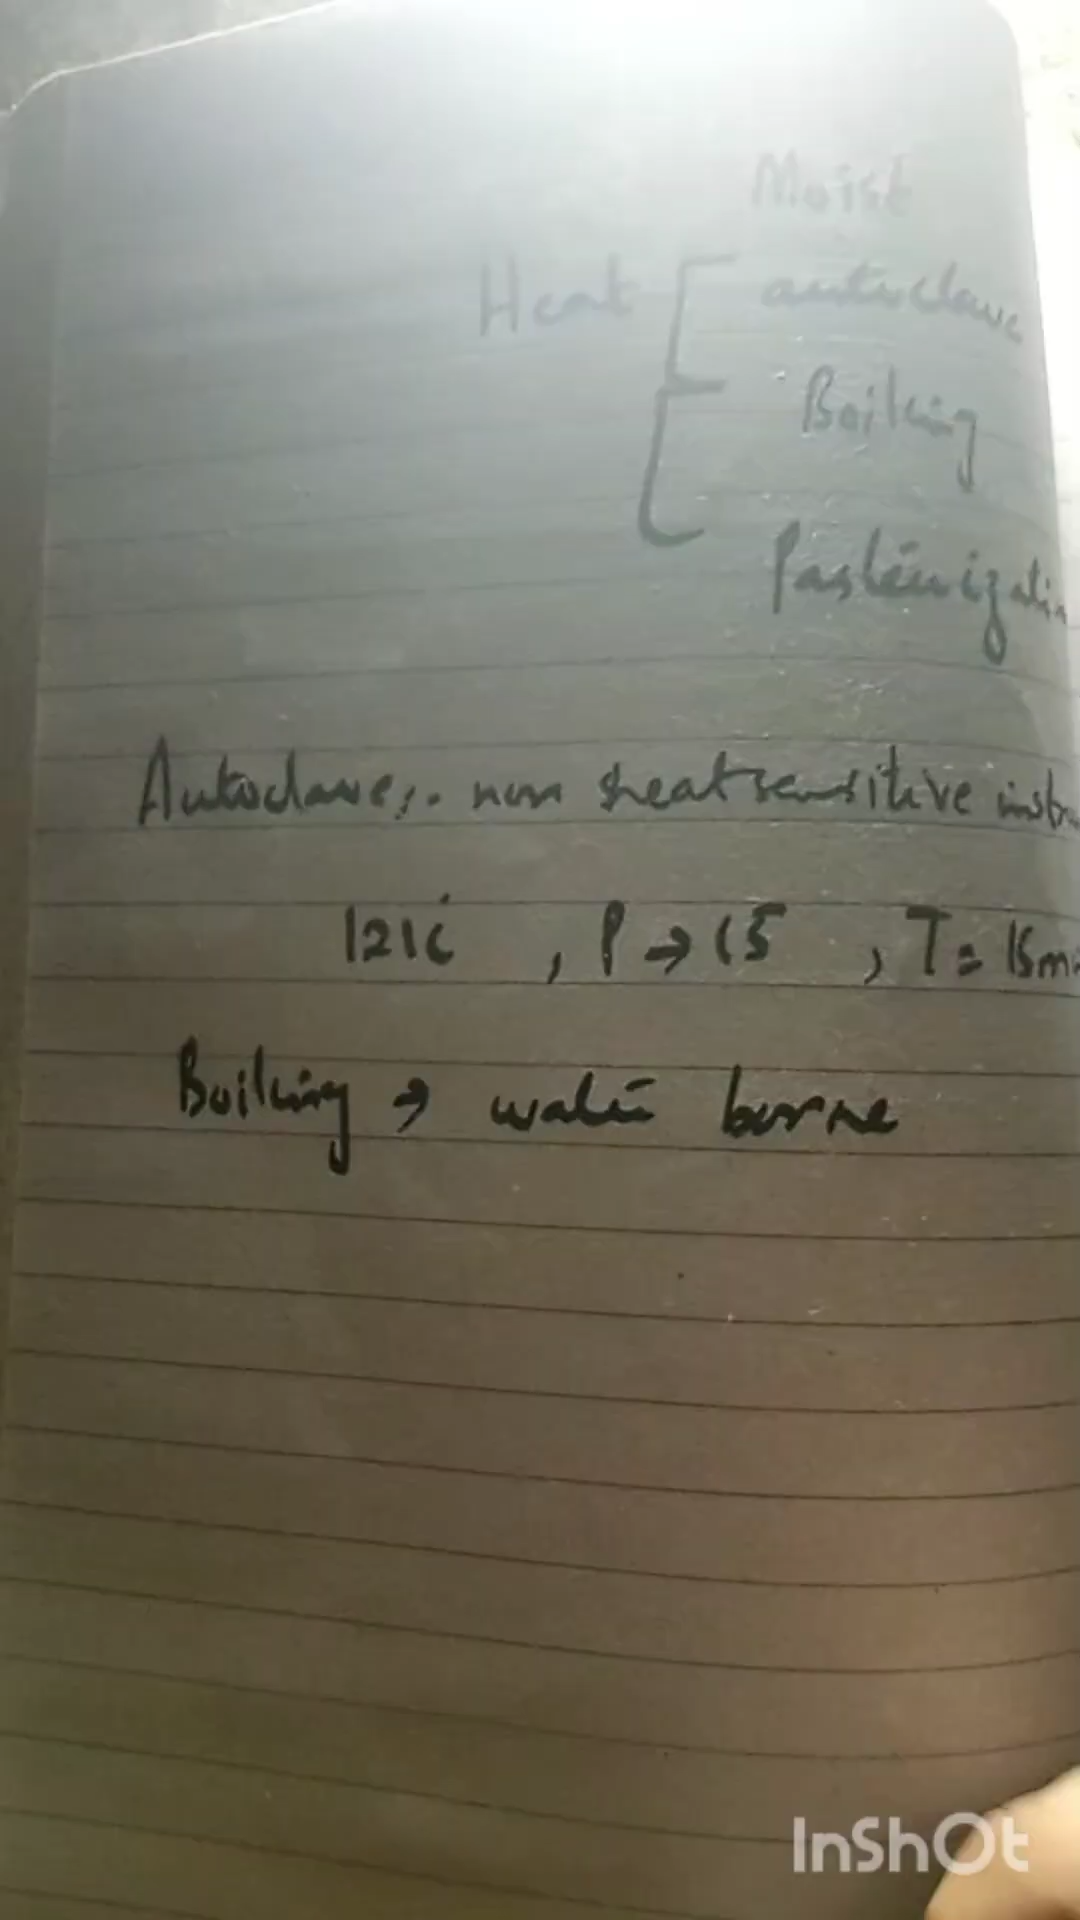 Moist
Heat autoclave
Boiling
Pasteurization
Autoclave:- non heat sensitive
121c , P → 15 , T = 15m
Boiling → water borne
InShOt